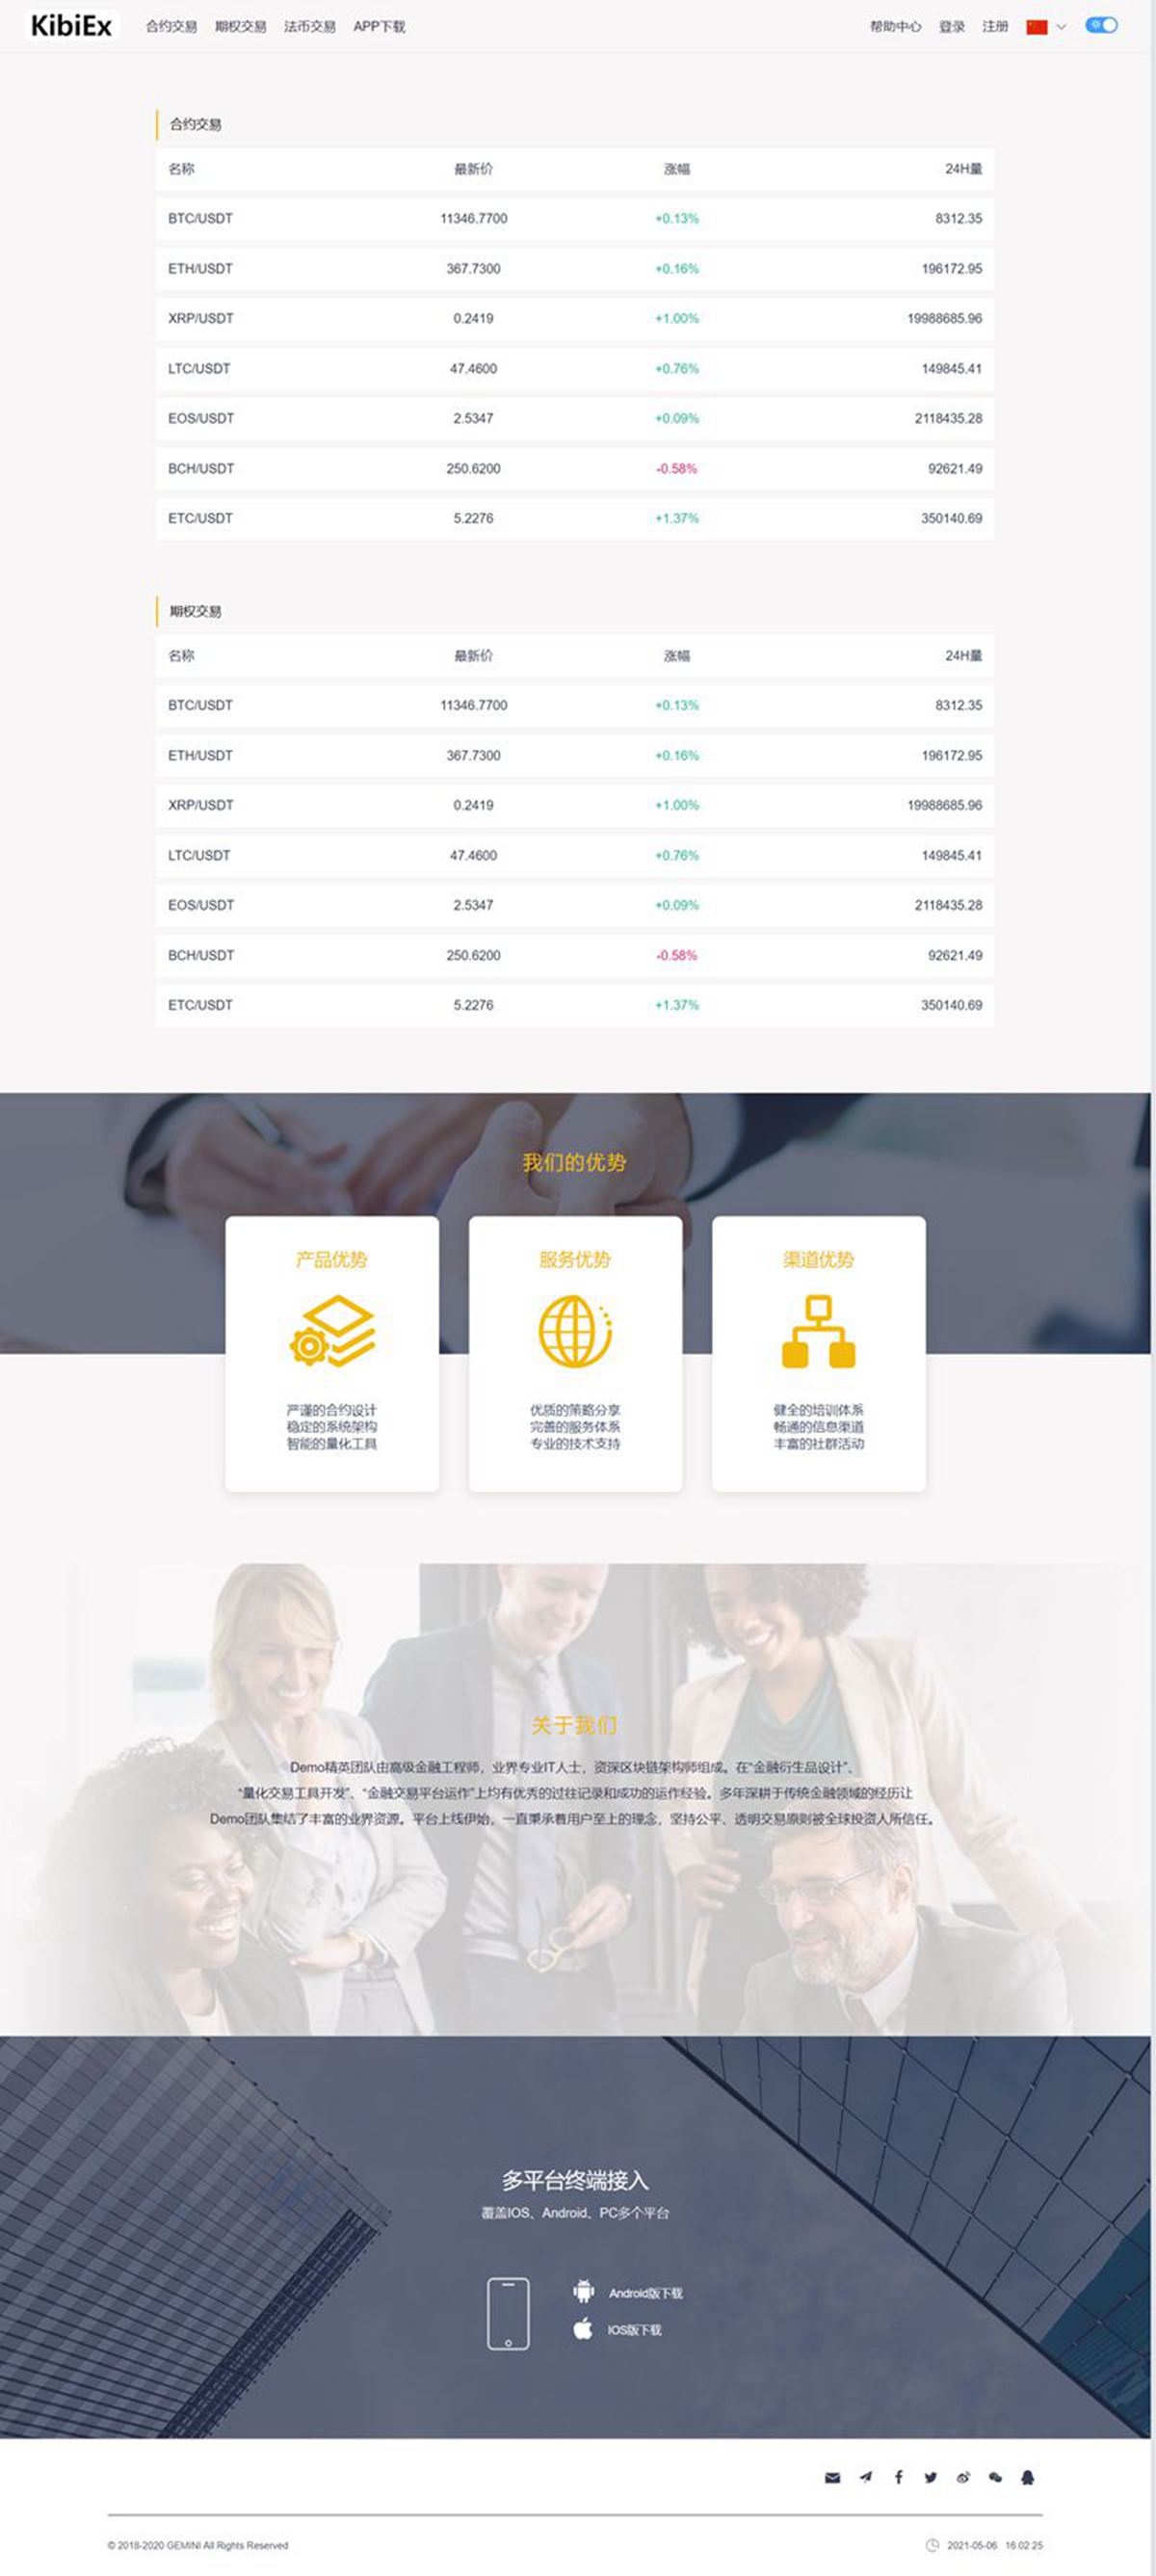 KibiEx 合约交易 期权交易 法币交易 APP下载 帮助中心 登录 注册
合约交易
名称 最新价 涨幅 24H量
BTC/USDT 11346.7700 +0.13% 8312.35
ETH/USDT 367.7300 +0.16% 196172.95
XRP/USDT 0.2419 +1.00% 19988685.96
LTC/USDT 47.4600 +0.76% 149845.41
EOS/USDT 2.5347 +0.09% 2118435.28
BCH/USDT 250.6200 -0.58% 92621.49
ETC/USDT 5.2276 +1.37% 350140.69
期权交易
名称 最新价 涨幅 24H量
BTC/USDT 11346.7700 +0.13% 8312.35
ETH/USDT 367.7300 +0.16% 196172.95
XRP/USDT 0.2419 +1.00% 19988685.96
LTC/USDT 47.4600 +0.76% 149845.41
EOS/USDT 2.5347 +0.09% 2118435.28
BCH/USDT 250.6200 -0.58% 92621.49
ETC/USDT 5.2276 +1.37% 350140.69
我们的优势
产品优势
严谨的合约设计
稳定的系统架构
智能的量化工具
服务优势
优质的策略分享
完善的服务体系
专业的技术支持
渠道优势
健全的培训体系
畅通的信息渠道
丰富的社群活动
关于我们
Demo精英团队由高级金融工程师，业界专业IT人士，资深区块链架构师组成。在“金融衍生品设计”、
“量化交易工具开发”、“金融交易平台运作”上均有优秀的过往记录和成功的运作经验。多年深耕于传统金融领域的经历让
Demo团队集结了丰富的业界资源。平台上线伊始，一直秉承着用户至上的理念，坚持公平、透明交易原则被全球投资人所信任。
多平台终端接入
覆盖IOS、Android、PC多个平台
Android版下载
IOS版下载
© 2018-2020 GEMINI All Rights Reserved 2021-05-06 16:02:25